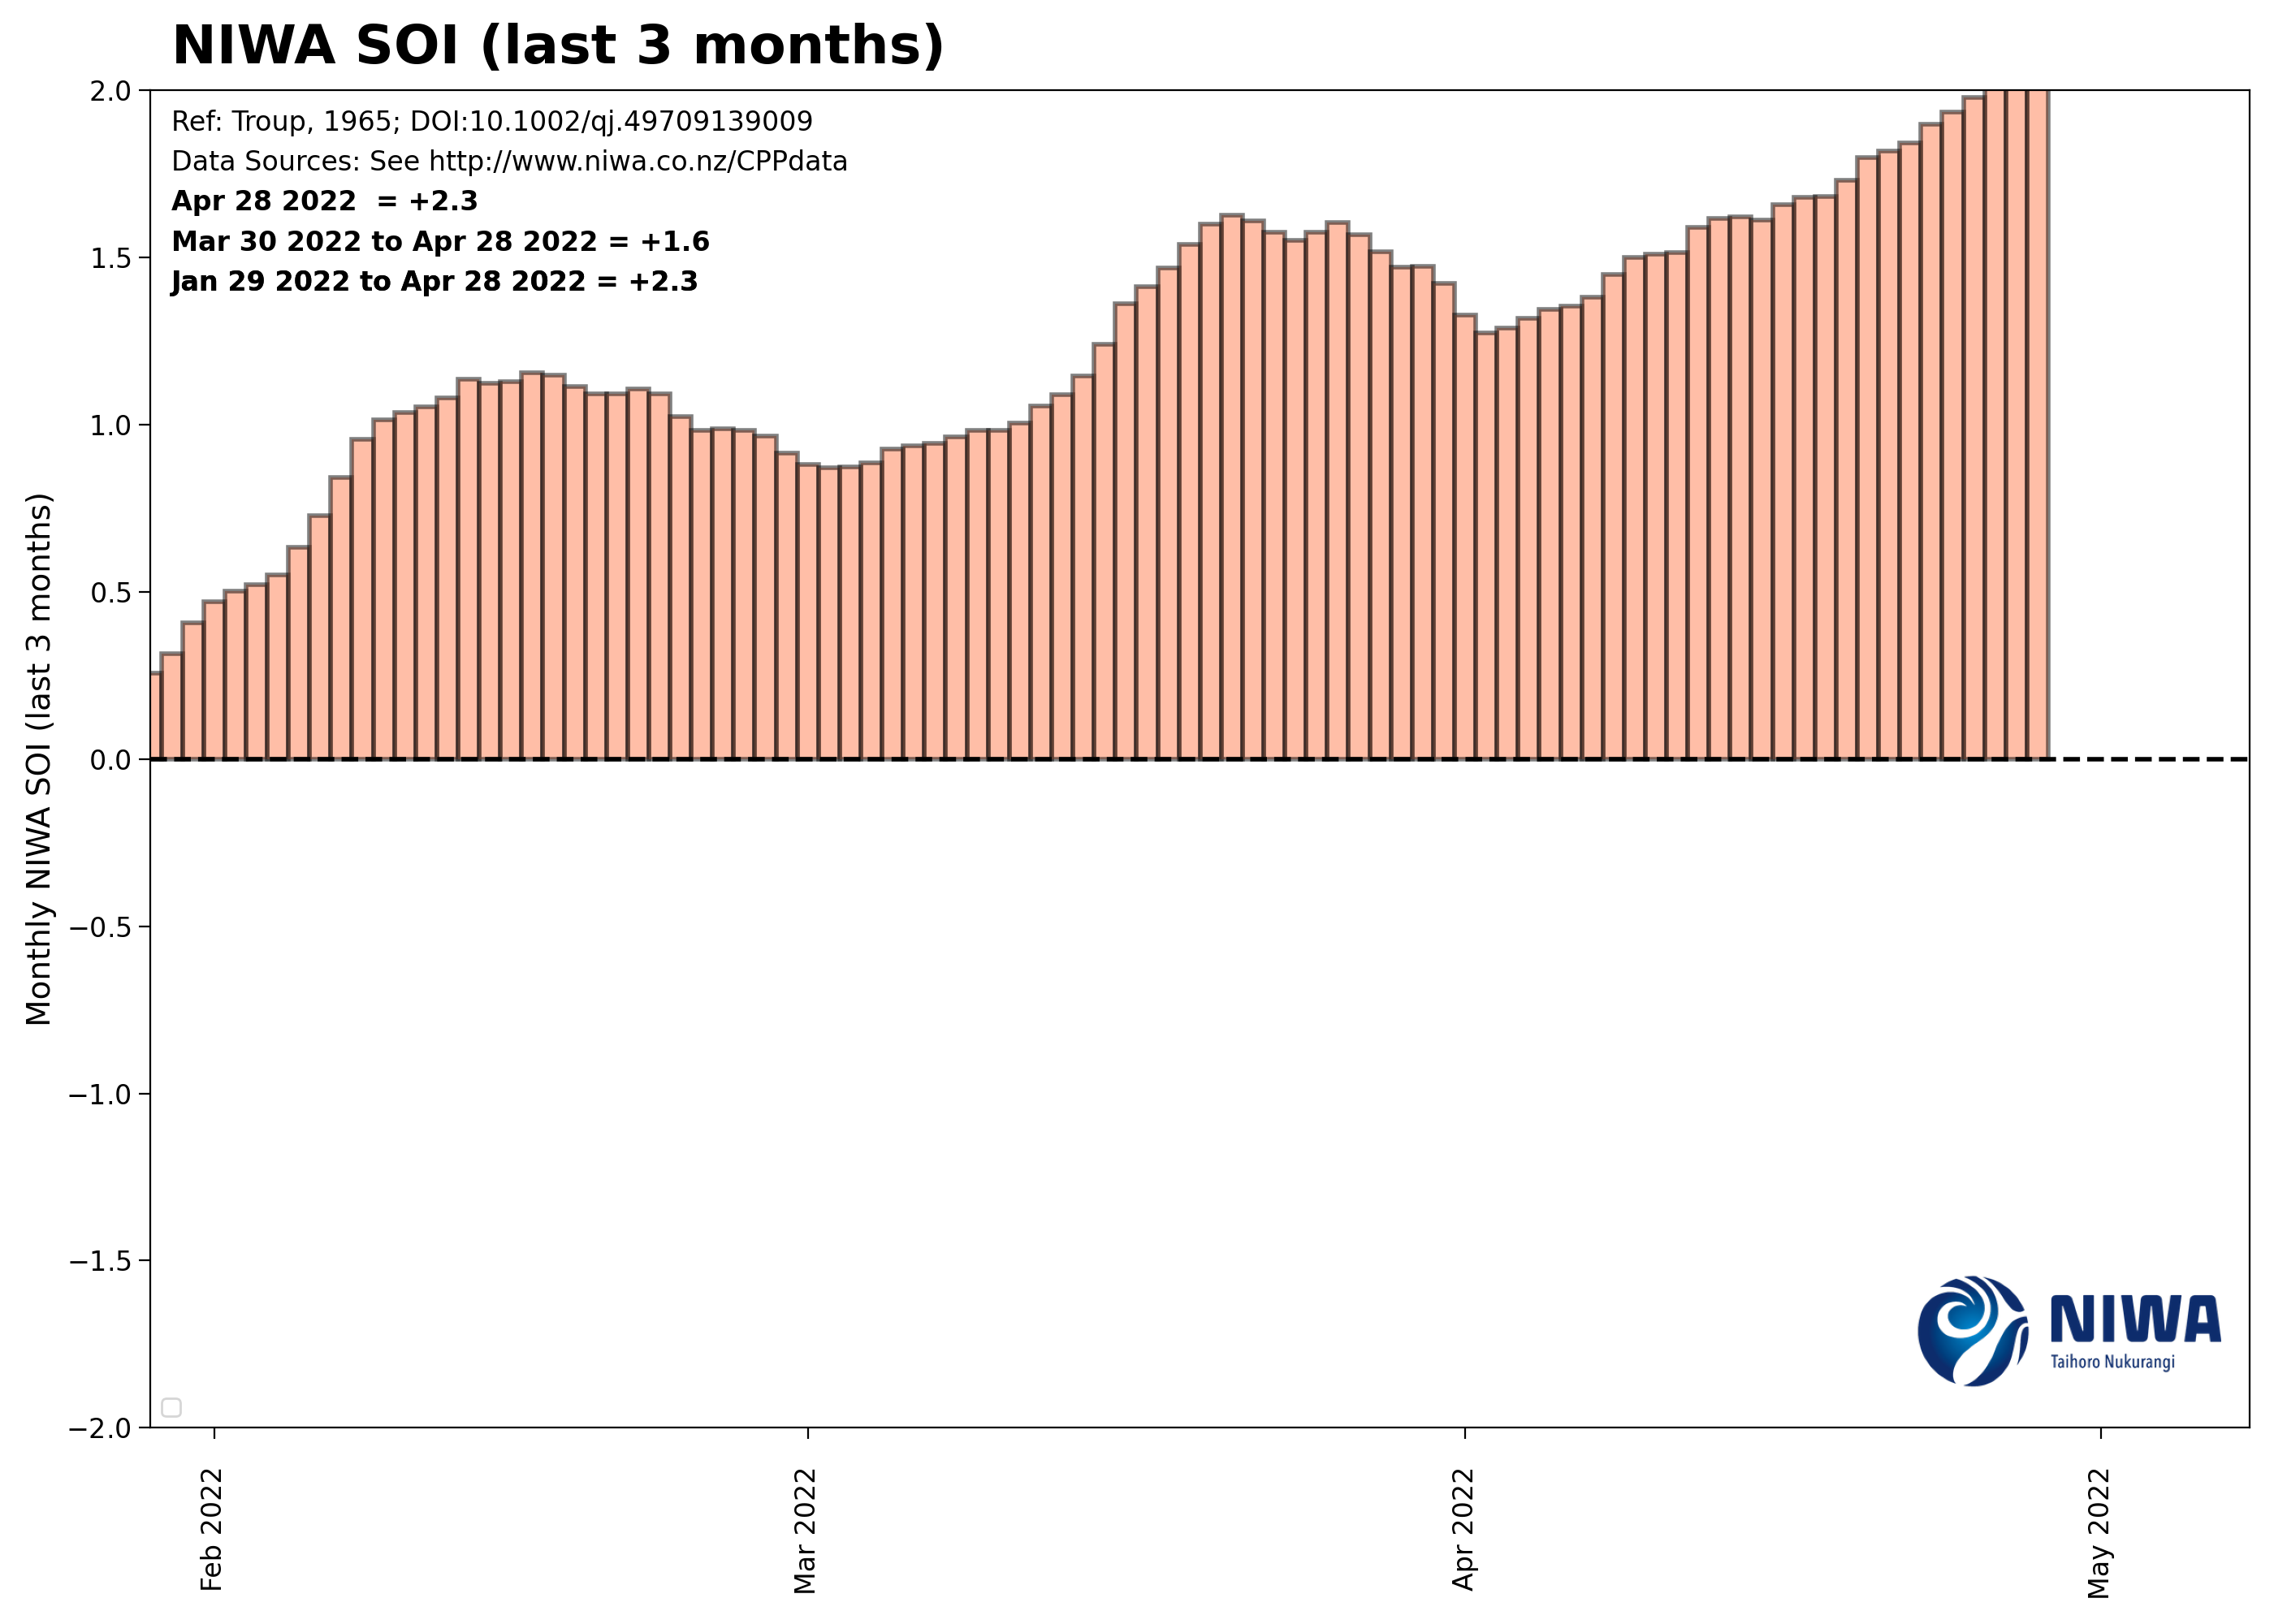 NIWA SOI (last 3 months)
Ref: Troup, 1965; DOI:10.1002/qj.49709139009
Data Sources: See http://www.niwa.co.nz/CPPdata
Apr 28 2022  = +2.3
Mar 30 2022 to Apr 28 2022 = +1.6
Jan 29 2022 to Apr 28 2022 = +2.3
Monthly NIWA SOI (last 3 months)
2.0
1.5
1.0
0.5
0.0
−0.5
−1.0
−1.5
−2.0
Feb 2022
Mar 2022
Apr 2022
May 2022
NIWA
Taihoro Nukurangi